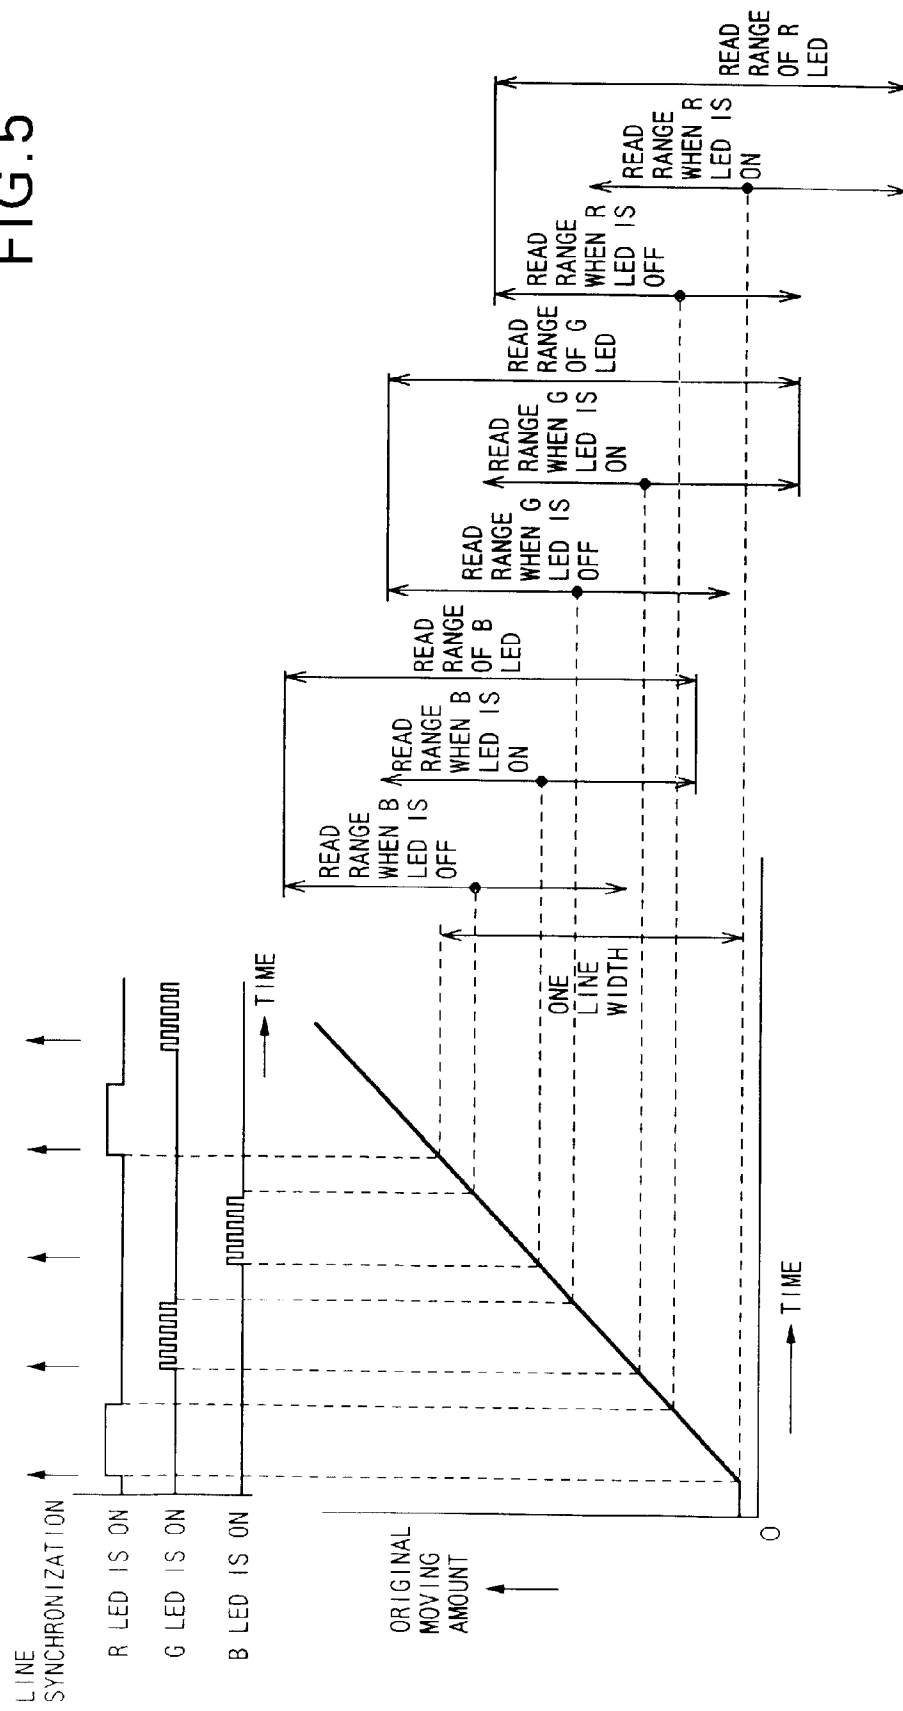 FIG.5
LINE
SYNCHRONIZATION
R LED IS ON
G LED IS ON
B LED IS ON
TIME
ORIGINAL
MOVING
AMOUNT
0
TIME
ONE
LINE
WIDTH
READ
RANGE
WHEN B
LED IS
OFF
READ
RANGE
WHEN B
LED IS
ON
READ
RANGE
OF B
LED
READ
RANGE
WHEN G
LED IS
OFF
READ
RANGE
WHEN G
LED IS
ON
READ
RANGE
OF G
LED
READ
RANGE
WHEN R
LED IS
OFF
READ
RANGE
WHEN R
LED IS
ON
READ
RANGE
OF R
LED